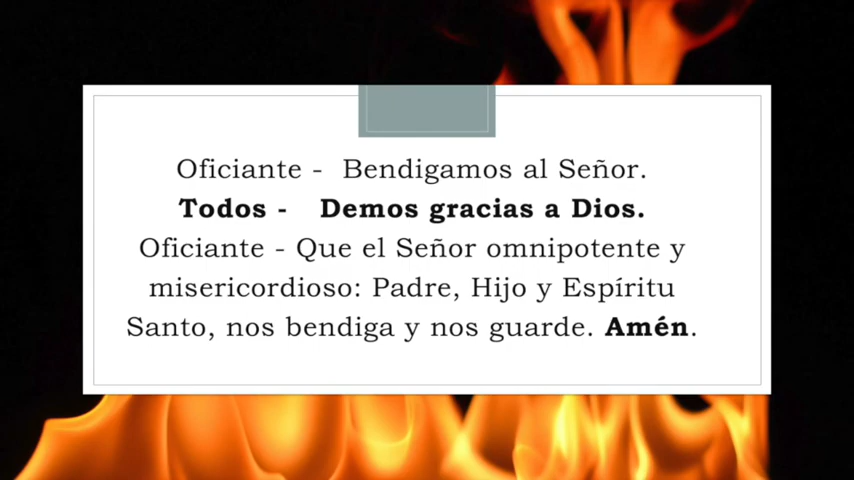 Oficiante - Bendigamos al Señor.
Todos - Demos gracias a Dios.
Oficiante - Que el Señor omnipotente y
misericordioso: Padre, Hijo y Espíritu
Santo, nos bendiga y nos guarde. Amén.